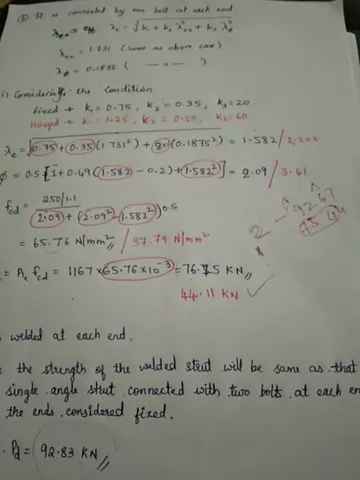 ② It is connected by one bolt at each end.
λe = √k₁ + k₂ λvv² + k₃ λφ²
λvv = 1.731 (Same as above case)
λφ = 0.1875 ( — " — )
i) Considering the Condition
Fixed → k₁ = 0.75, k₂ = 0.35, k₃ = 20
Hinged → k₁ = 1.25, k₂ = 0.50, k₃ = 60
λe = √0.75 + 0.35(1.731²) + 20(0.1875²) = 1.582 / 2.203
φ = 0.5[1 + 0.49(1.582 - 0.2) + 1.582²] = 2.09 / 3.41
fcd = 250/1.1
2.09 + (2.09² - 1.582²)0.5
= 65.76 N/mm² / 37.79 N/mm²
= Ae fcd = 1167 × 65.76 × 10⁻³ = 76.75 KN
44.11 KN ✓
welded at each end.
the strength of the welded strut will be same as that
single angle strut connected with two bolts at each end
the ends considered fixed.
Pd = 92.83 KN